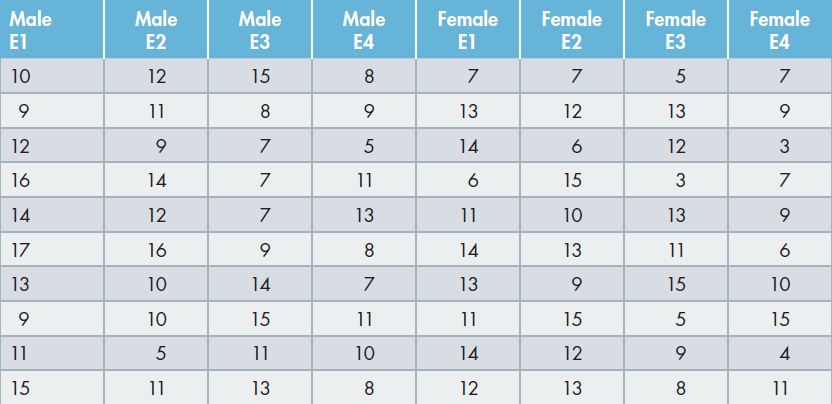 Male Male Male Male Female Female Female Female
E1 E2 E3 E4 E1 E2 E3 E4
10 12 15 8 7 7 5 7
9 11 8 9 13 12 13 9
12 9 7 5 14 6 12 3
16 14 7 11 6 15 3 7
14 12 7 13 11 10 13 9
17 16 9 8 14 13 11 6
13 10 14 7 13 9 15 10
9 10 15 11 11 15 5 15
11 5 11 10 14 12 9 4
15 11 13 8 12 13 8 11